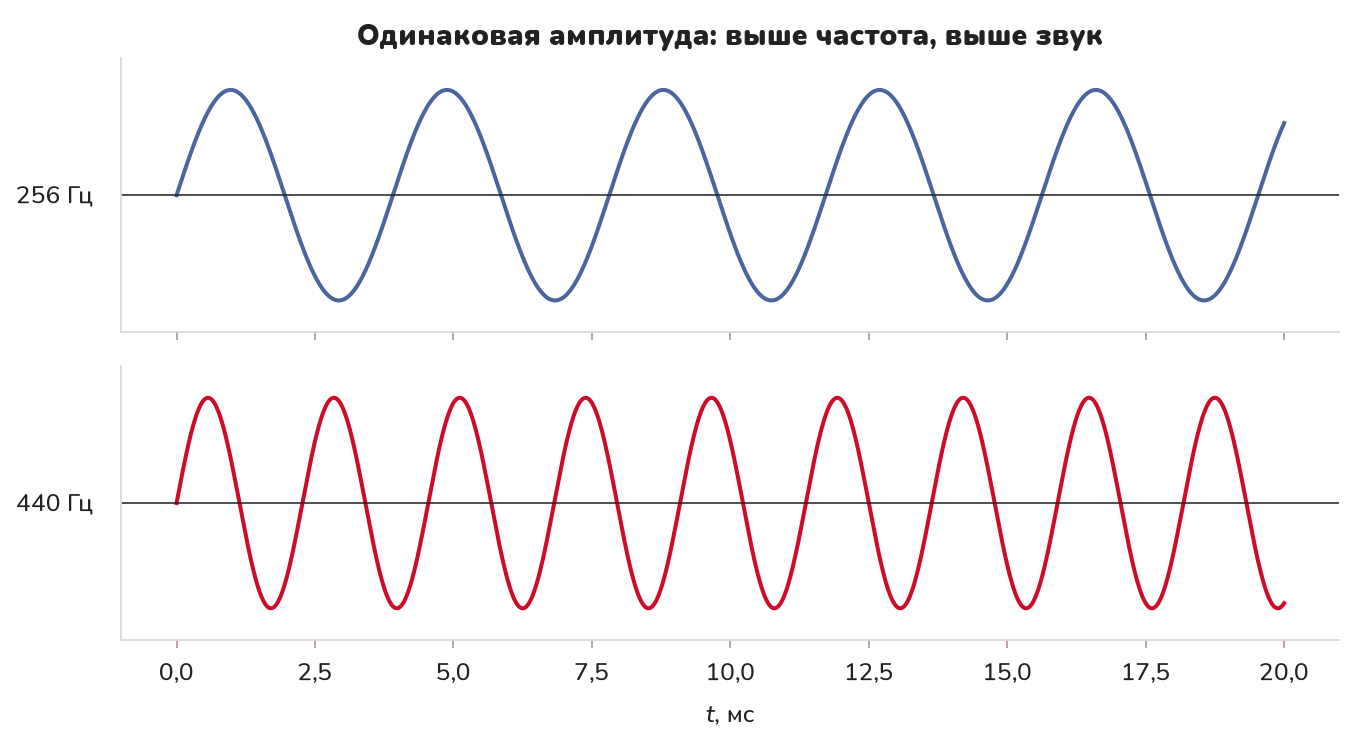 Одинаковая амплитуда: выше частота, выше звук
256 Гц
440 Гц
0,0 2,5 5,0 7,5 10,0 12,5 15,0 17,5 20,0
t, мс